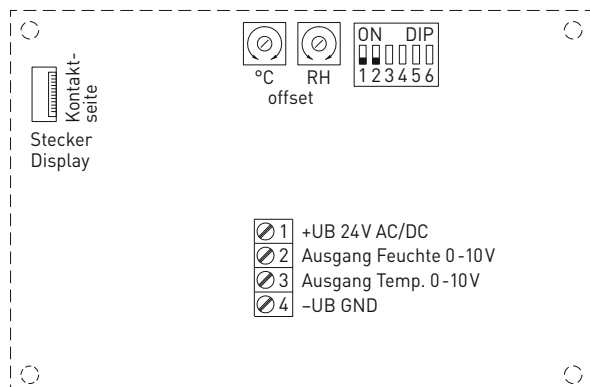 ON DIP
1 2 3 4 5 6
°C RH
offset
Kontakt-
seite
Stecker
Display
1 +UB 24V AC/DC
2 Ausgang Feuchte 0-10V
3 Ausgang Temp. 0-10V
4 –UB GND